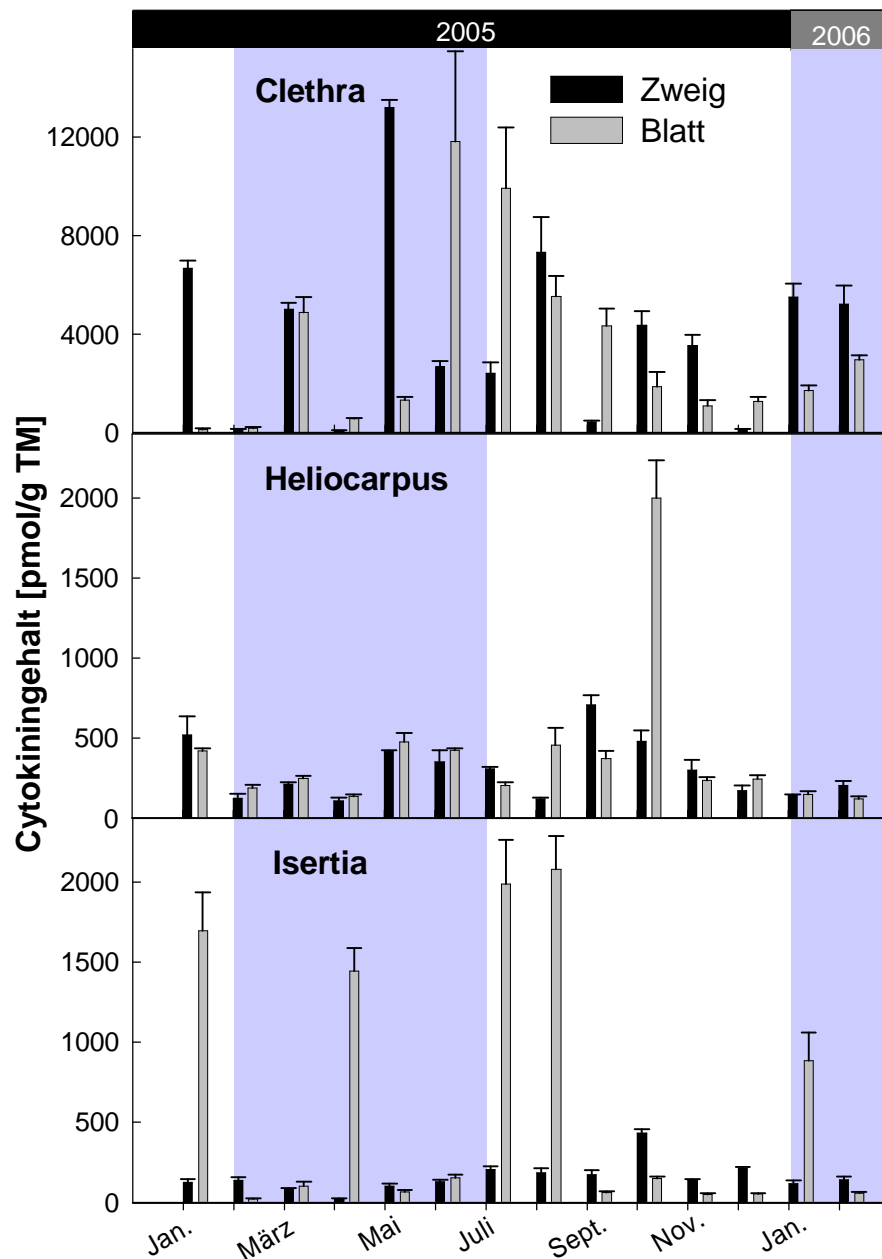 2005
2006
Clethra
Zweig
Blatt
12000
8000
4000
0
Cytokiningehalt [pmol/g TM]
Heliocarpus
2000
1500
1000
500
0
Isertia
2000
1500
1000
500
0
Jan.
März
Mai
Juli
Sept.
Nov.
Jan.